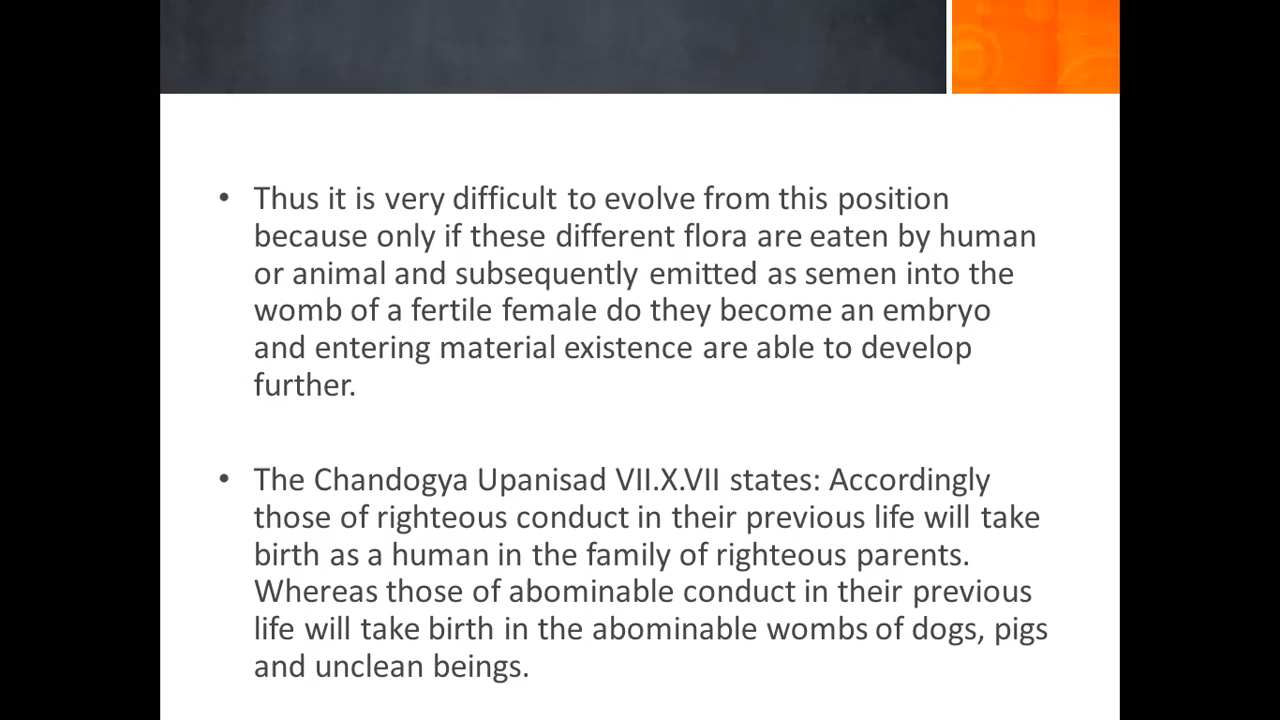 • Thus it is very difficult to evolve from this position
because only if these different flora are eaten by human
or animal and subsequently emitted as semen into the
womb of a fertile female do they become an embryo
and entering material existence are able to develop
further.
• The Chandogya Upanisad VII.X.VII states: Accordingly
those of righteous conduct in their previous life will take
birth as a human in the family of righteous parents.
Whereas those of abominable conduct in their previous
life will take birth in the abominable wombs of dogs, pigs
and unclean beings.